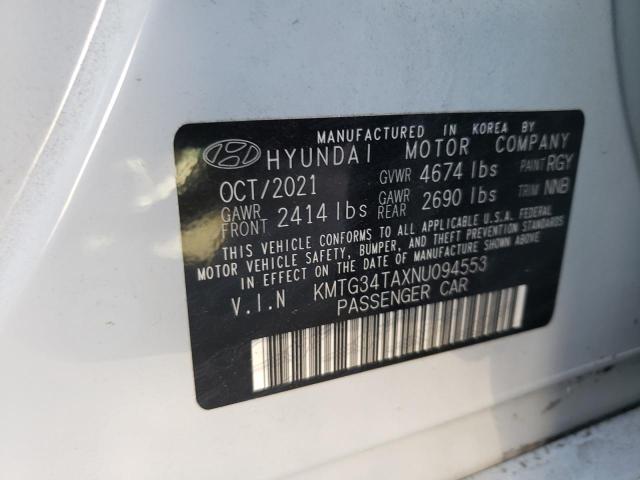 MANUFACTURED IN KOREA BY
HYUNDAI MOTOR COMPANY
OCT/2021 GVWR 4674 lbs PAINT RGY
GAWR FRONT 2414 lbs GAWR REAR 2690 lbs TRIM NNB
THIS VEHICLE CONFORMS TO ALL APPLICABLE U.S.A. FEDERAL
MOTOR VEHICLE SAFETY, BUMPER, AND THEFT PREVENTION STANDARDS
IN EFFECT ON THE DATE OF MANUFACTURE SHOWN ABOVE.
V.I.N KMTG34TAXNU094553
PASSENGER CAR